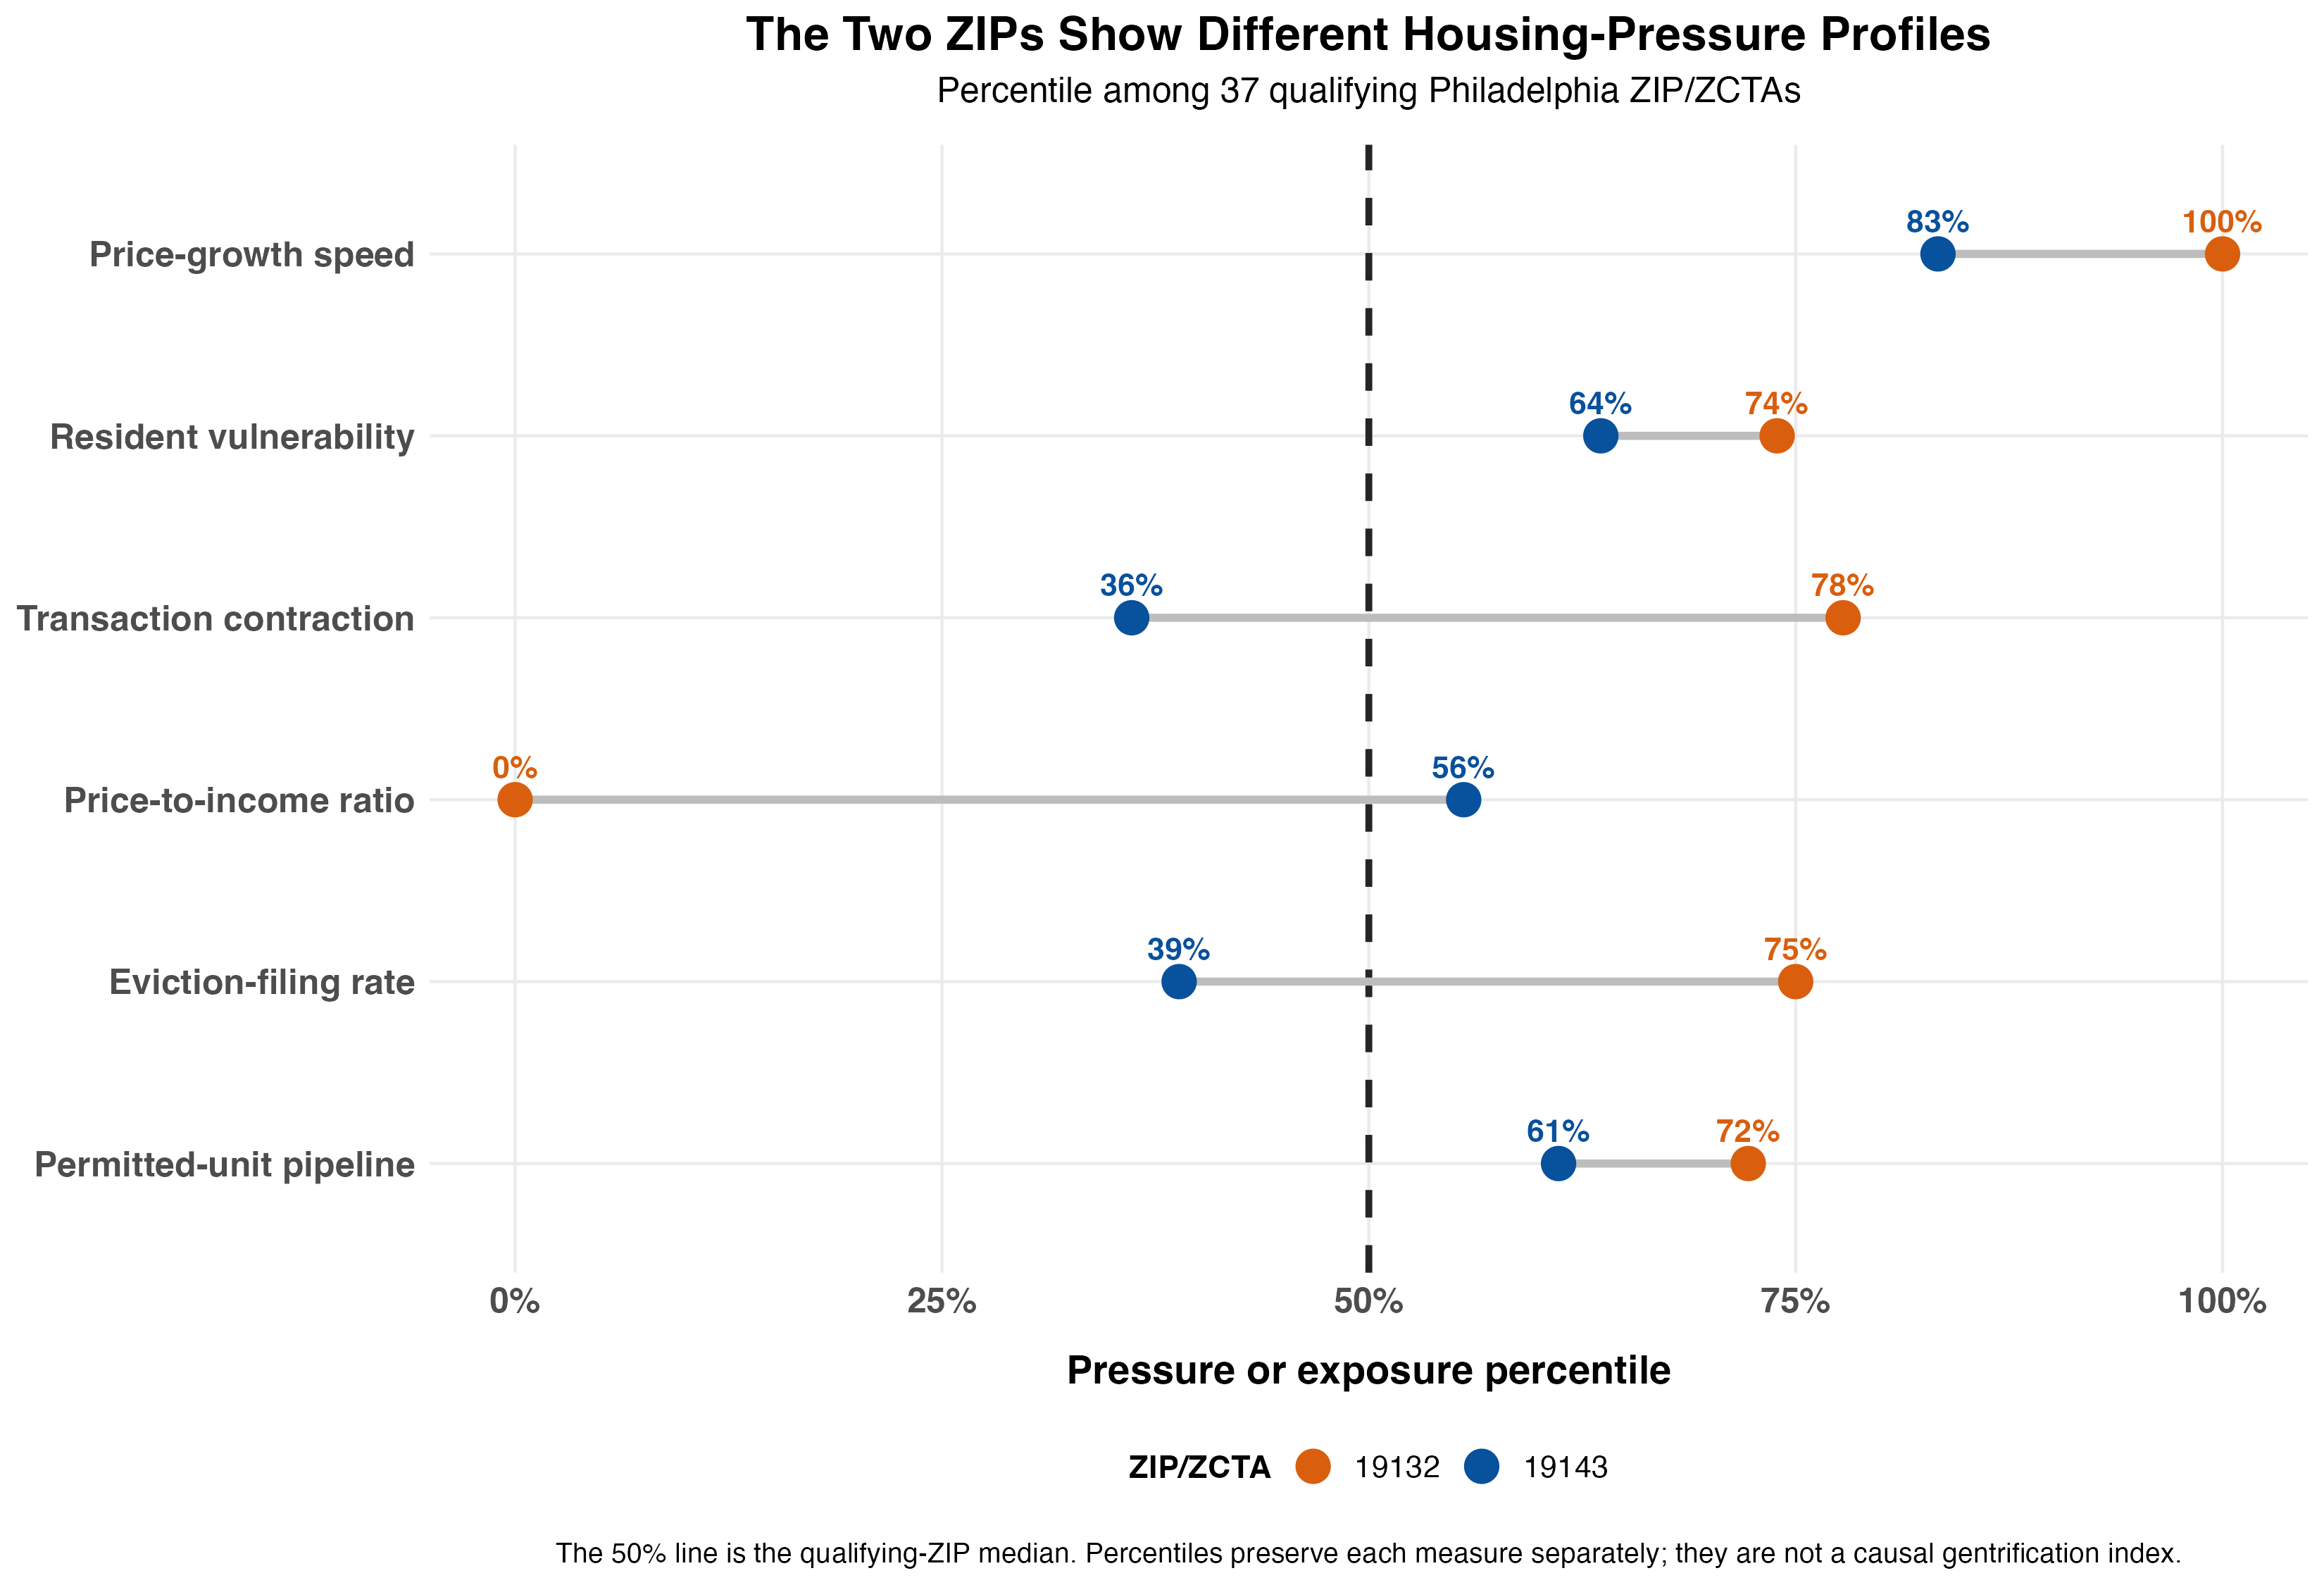 The Two ZIPs Show Different Housing-Pressure Profiles
Percentile among 37 qualifying Philadelphia ZIP/ZCTAs
Price-growth speed
83%
100%
Resident vulnerability
64%
74%
Transaction contraction
36%
78%
Price-to-income ratio
0%
56%
Eviction-filing rate
39%
75%
Permitted-unit pipeline
61%
72%
0% 25% 50% 75% 100%
Pressure or exposure percentile
ZIP/ZCTA 19132 19143
The 50% line is the qualifying-ZIP median. Percentiles preserve each measure separately; they are not a causal gentrification index.